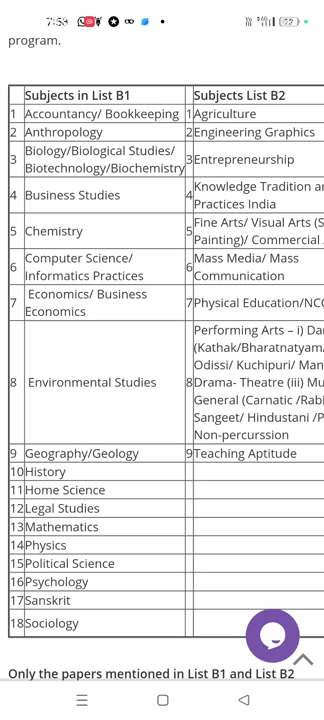 7:53
72
program.
Subjects in List B1 Subjects List B2
1 Accountancy/ Bookkeeping 1 Agriculture
2 Anthropology 2 Engineering Graphics
3 Biology/Biological Studies/
Biotechnology/Biochemistry 3 Entrepreneurship
4 Business Studies 4 Knowledge Tradition
Practices India
5 Chemistry 5 Fine Arts/ Visual Arts (S
Painting)/ Commercial
6 Computer Science/
Informatics Practices 6 Mass Media/ Mass
Communication
7 Economics/ Business
Economics 7 Physical Education/NC
8 Environmental Studies 8 Performing Arts – i) Da
(Kathak/Bharatnatyam
Odissi/ Kuchipuri/ Man
Drama- Theatre (iii) Mu
General (Carnatic /Rabi
Sangeet/ Hindustani /P
Non-percurssion
9 Geography/Geology 9 Teaching Aptitude
10 History
11 Home Science
12 Legal Studies
13 Mathematics
14 Physics
15 Political Science
16 Psychology
17 Sanskrit
18 Sociology
Only the papers mentioned in List B1 and List B2